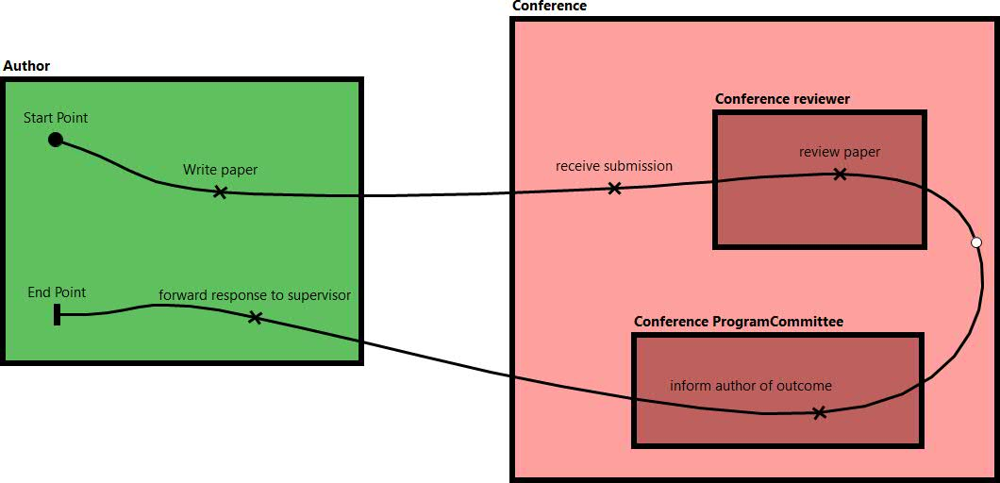 Conference
Author
Conference reviewer
Start Point
review paper
Write paper
receive submission
End Point
forward response to supervisor
Conference ProgramCommittee
inform author of outcome